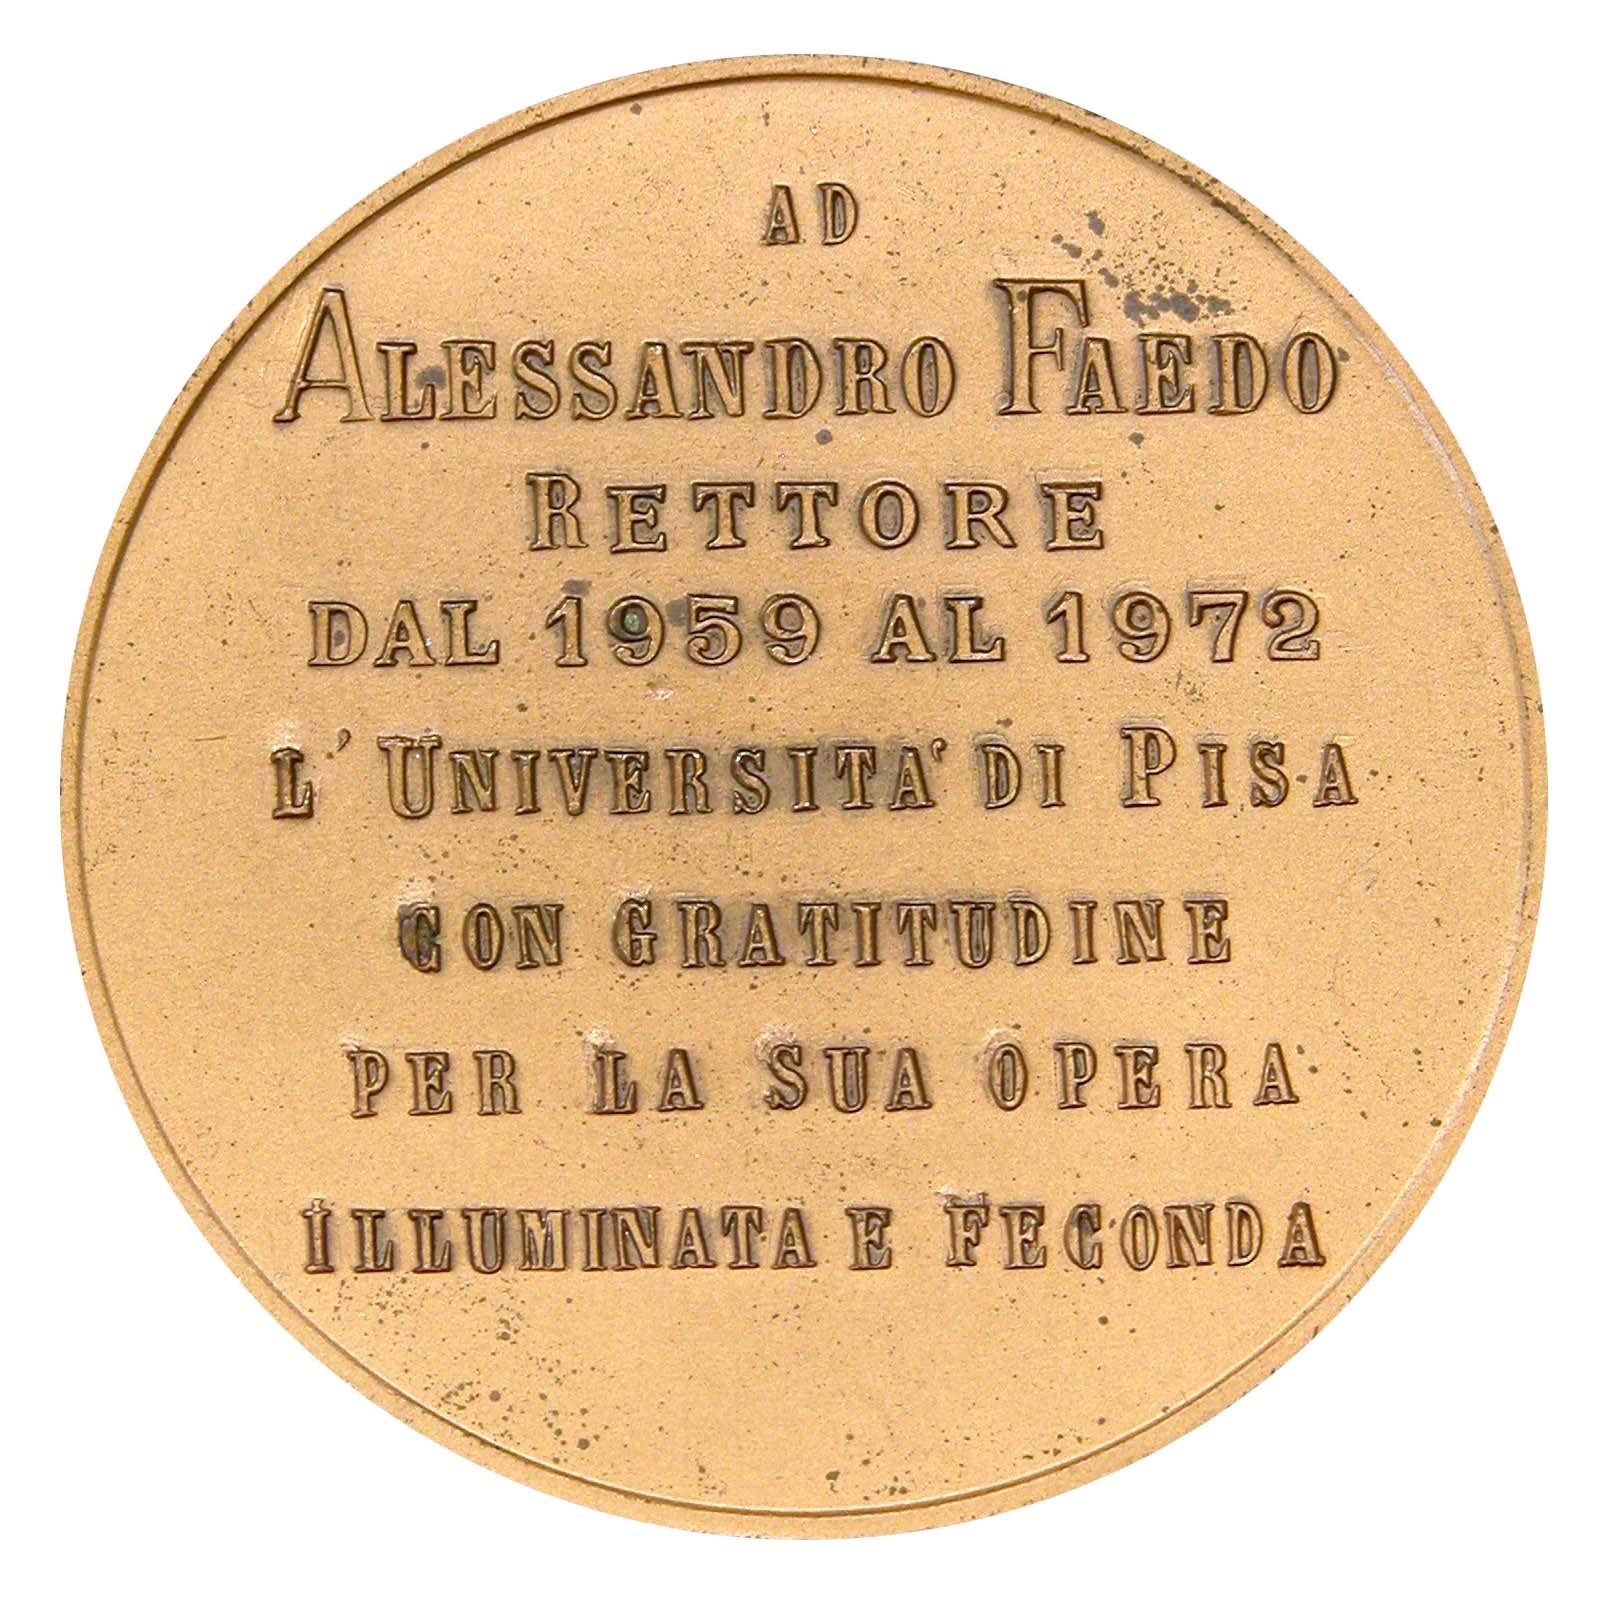 AD
ALESSANDRO FAEDO
RETTORE
DAL 1959 AL 1972
L'UNIVERSITA' DI PISA
CON GRATITUDINE
PER LA SUA OPERA
ILLUMINATA E FECONDA